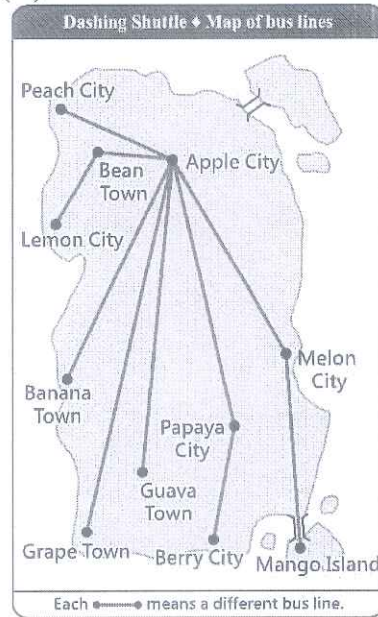 Dashing Shuttle ♦ Map of bus lines
Peach City
Apple City
Bean
Town
Lemon City
Melon
City
Banana
Town
Papaya
City
Guava
Town
Grape Town
Berry City
Mango Island
Each means a different bus line.